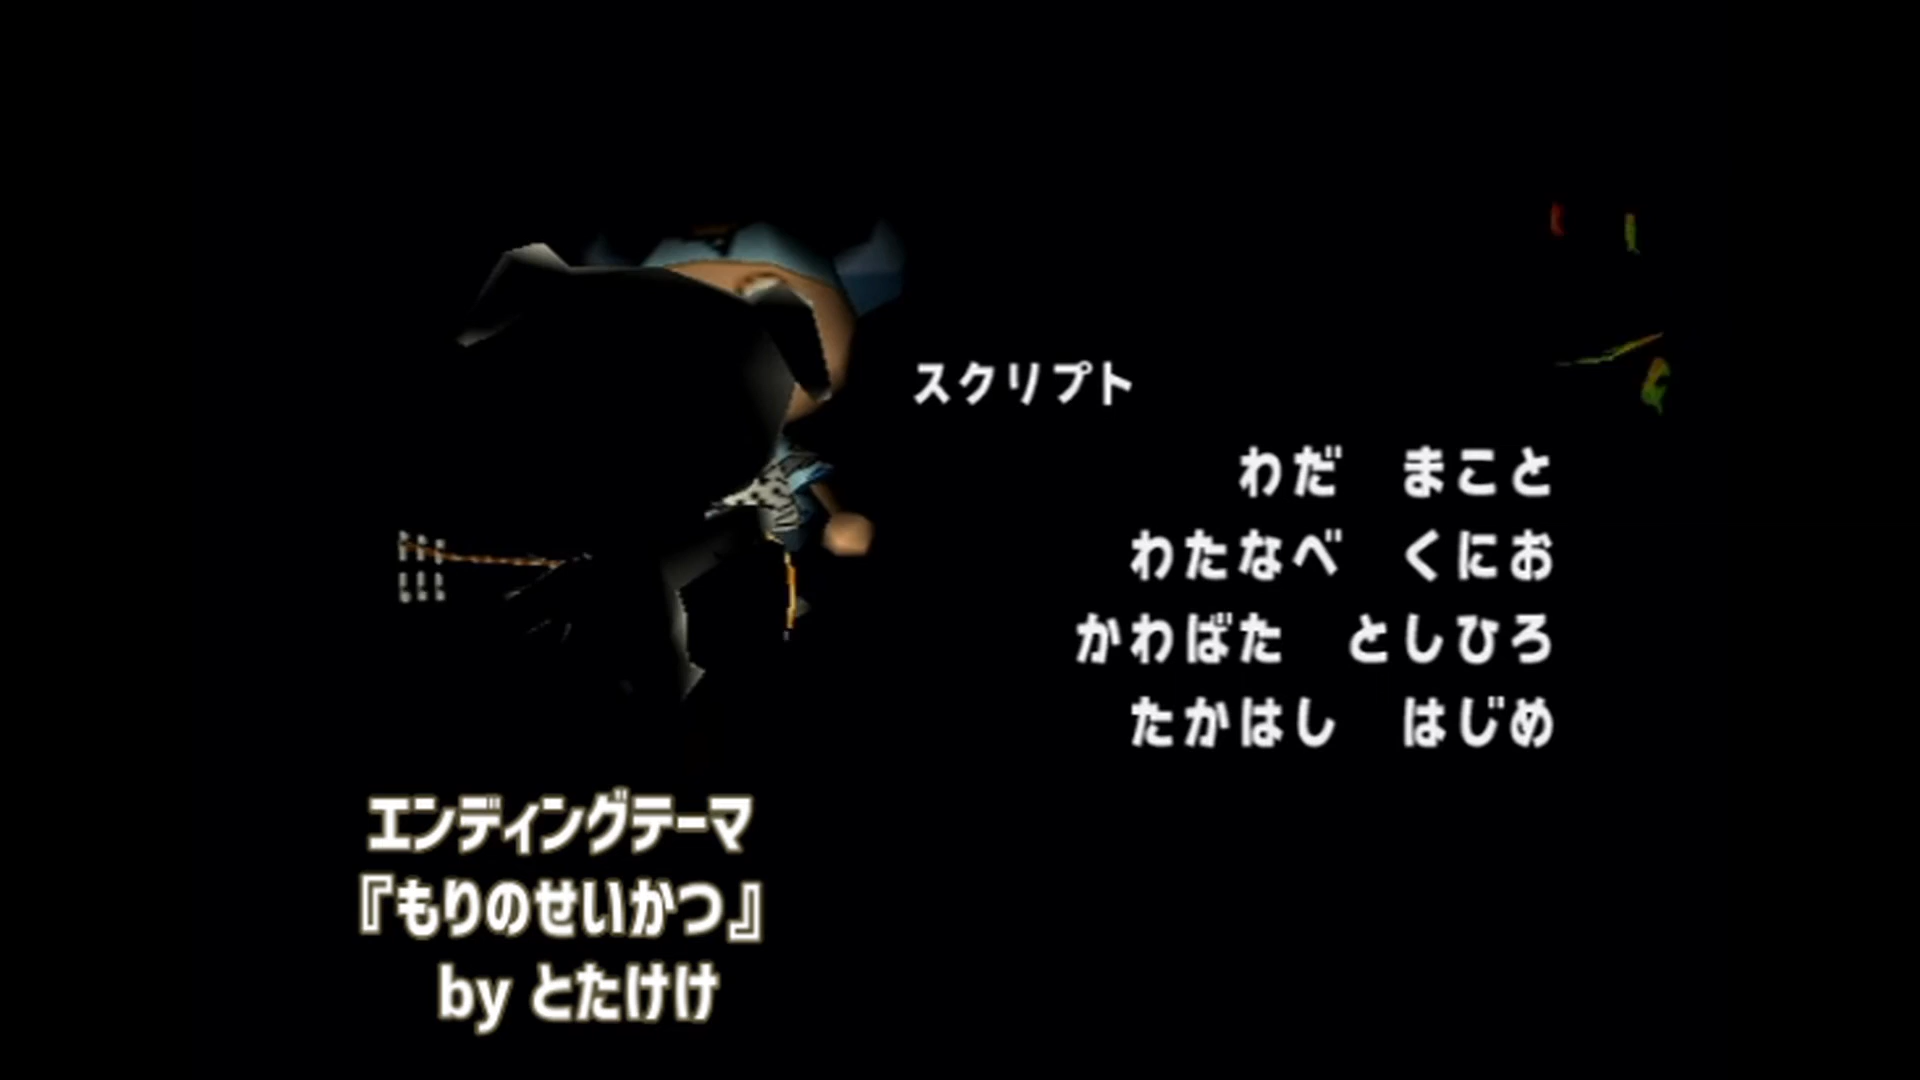 スクリプト
わだ　まこと
わたなべ　くにお
かわばた　としひろ
たかはし　はじめ
エンディングテーマ
『もりのせいかつ』
by とたけけ